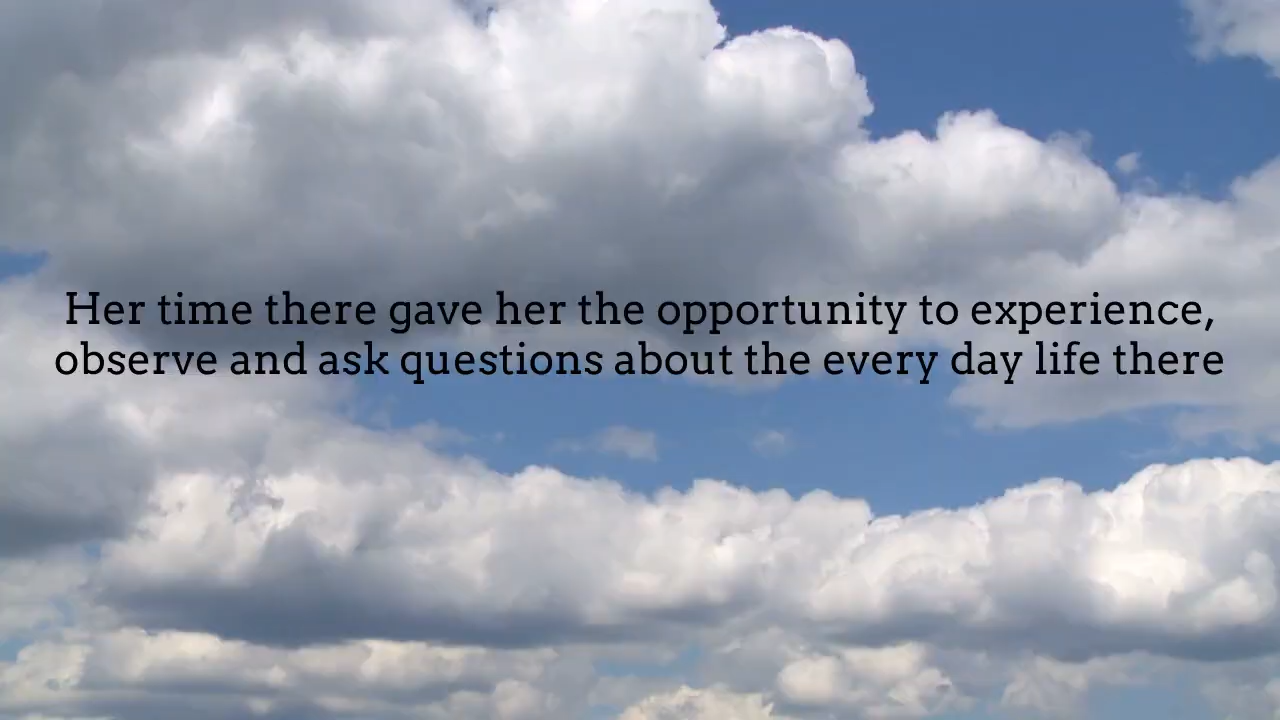 Her time there gave her the opportunity to experience,
observe and ask questions about the every day life there